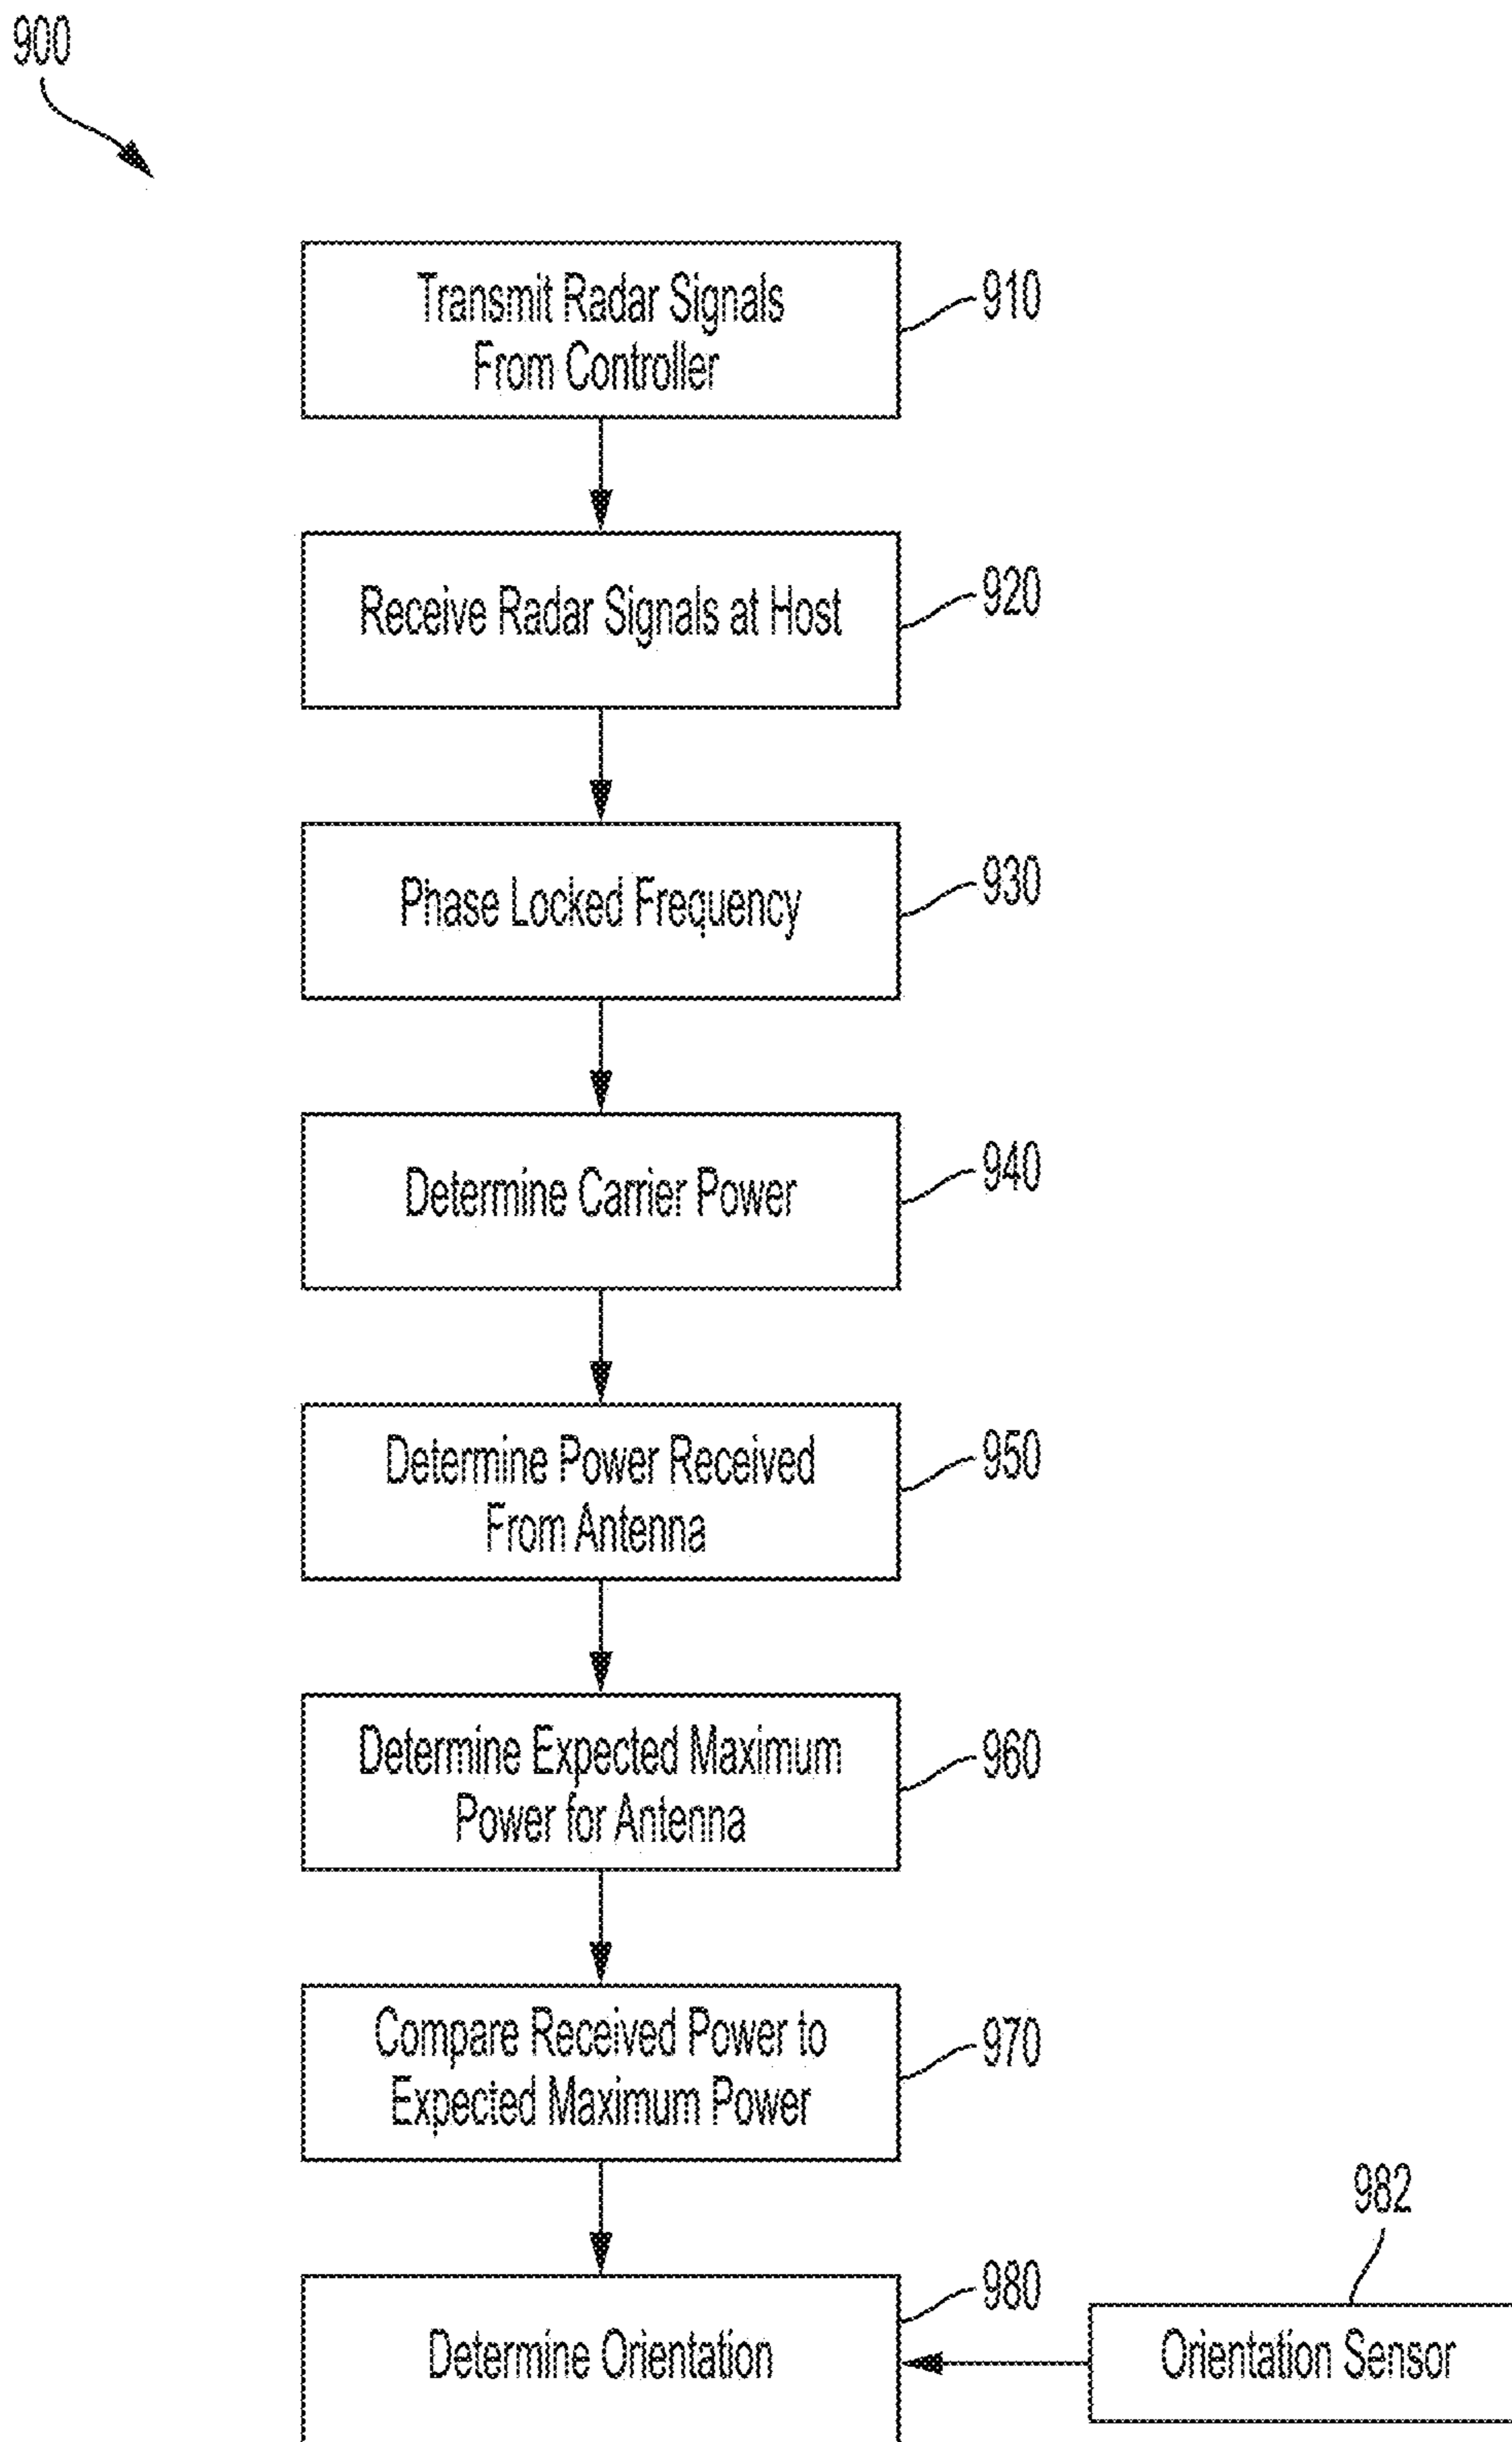 900
Transmit Radar Signals
From Controller
910
Receive Radar Signals at Host
920
Phase Locked Frequency
930
Determine Carrier Power
940
Determine Power Received
From Antenna
950
Determine Expected Maximum
Power for Antenna
960
Compare Received Power to
Expected Maximum Power
970
982
980
Determine Orientation
Orientation Sensor